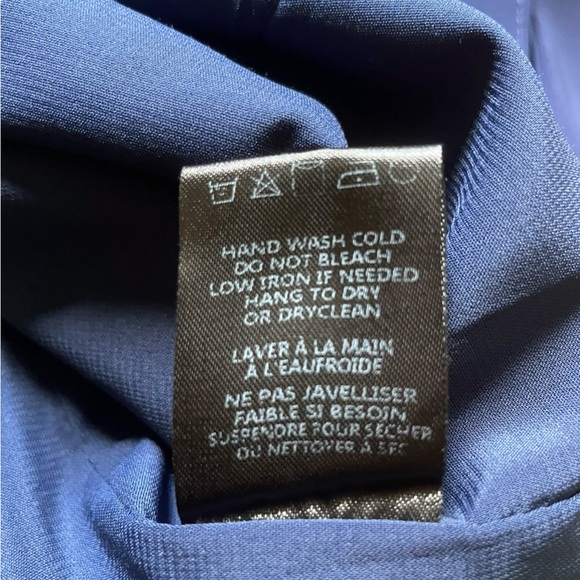 HAND WASH COLD
DO NOT BLEACH
LOW IRON IF NEEDED
HANG TO DRY
OR DRYCLEAN
LAVER À LA MAIN
À L'EAUFROIDE
NE PAS JAVELLISER
FAIBLE SI BESOIN
SUSPENDRE POUR SÉCHER
OU NETTOYER À SEC